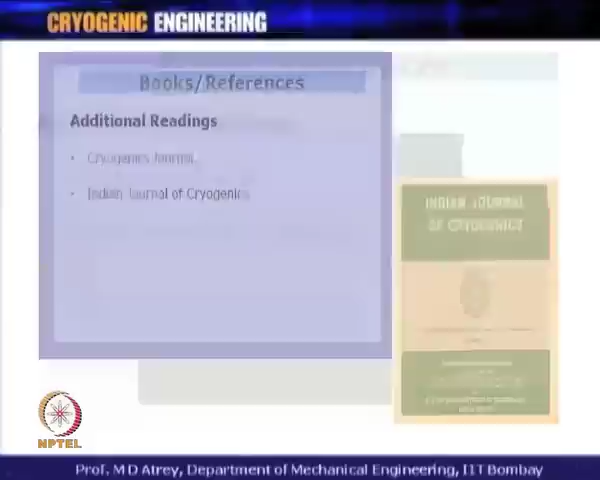 CRYOGENIC ENGINEERING
Books/References
Additional Readings
• Cryogenics Journal
• Indian Journal of Cryogenics
INDIAN JOURNAL
OF CRYOGENICS
NPTEL
Prof. M D Atrey, Department of Mechanical Engineering, IIT Bombay